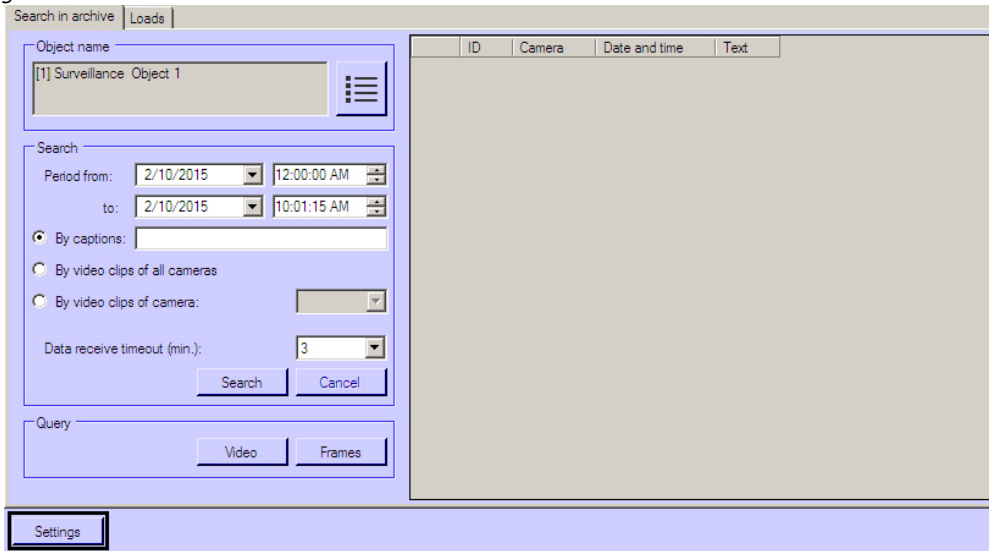 Search in archive Loads
Object name
[1] Surveillance Object 1
ID Camera Date and time Text
Search
Period from: 2/10/2015 12:00:00 AM
to: 2/10/2015 10:01:15 AM
By captions:
By video clips of all cameras
By video clips of camera:
Data receive timeout (min.): 3
Search Cancel
Query
Video Frames
Settings